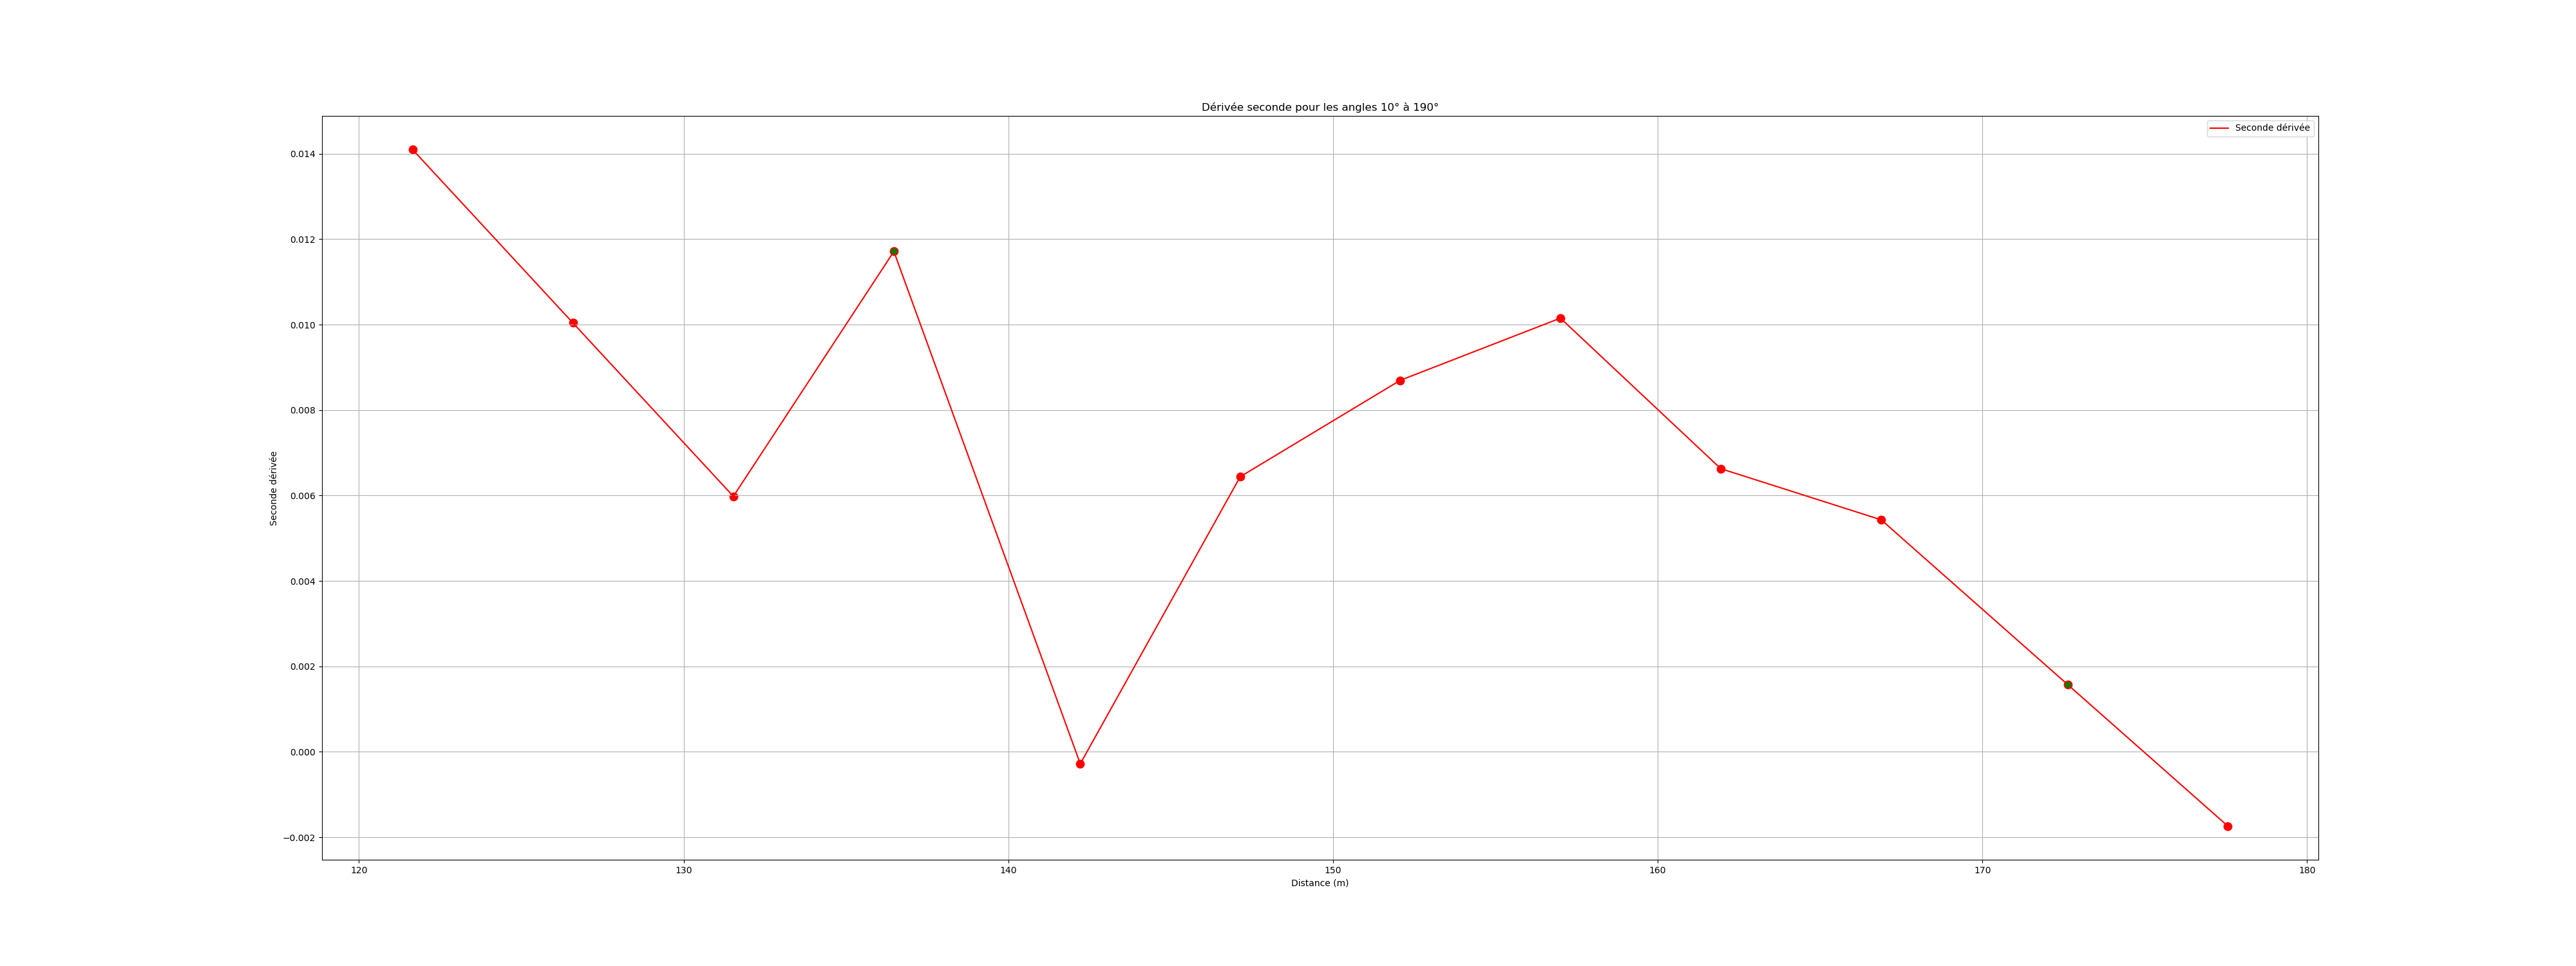 Dérivée seconde pour les angles 10° à 190°
Seconde dérivée
0.014
0.012
0.010
0.008
0.006
0.004
0.002
0.000
−0.002
Seconde dérivée
120 130 140 150 160 170 180
Distance (m)